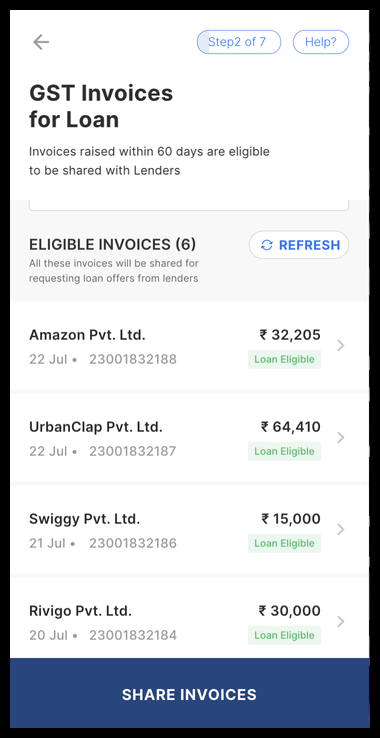 Step2 of 7
Help?
GST Invoices
for Loan
Invoices raised within 60 days are eligible
to be shared with Lenders
ELIGIBLE INVOICES (6)
REFRESH
All these invoices will be shared for
requesting loan offers from lenders
Amazon Pvt. Ltd.
₹ 32,205
22 Jul • 23001832188
Loan Eligible
UrbanClap Pvt. Ltd.
₹ 64,410
22 Jul • 23001832187
Loan Eligible
Swiggy Pvt. Ltd.
₹ 15,000
21 Jul • 23001832186
Loan Eligible
Rivigo Pvt. Ltd.
₹ 30,000
20 Jul • 23001832184
Loan Eligible
SHARE INVOICES